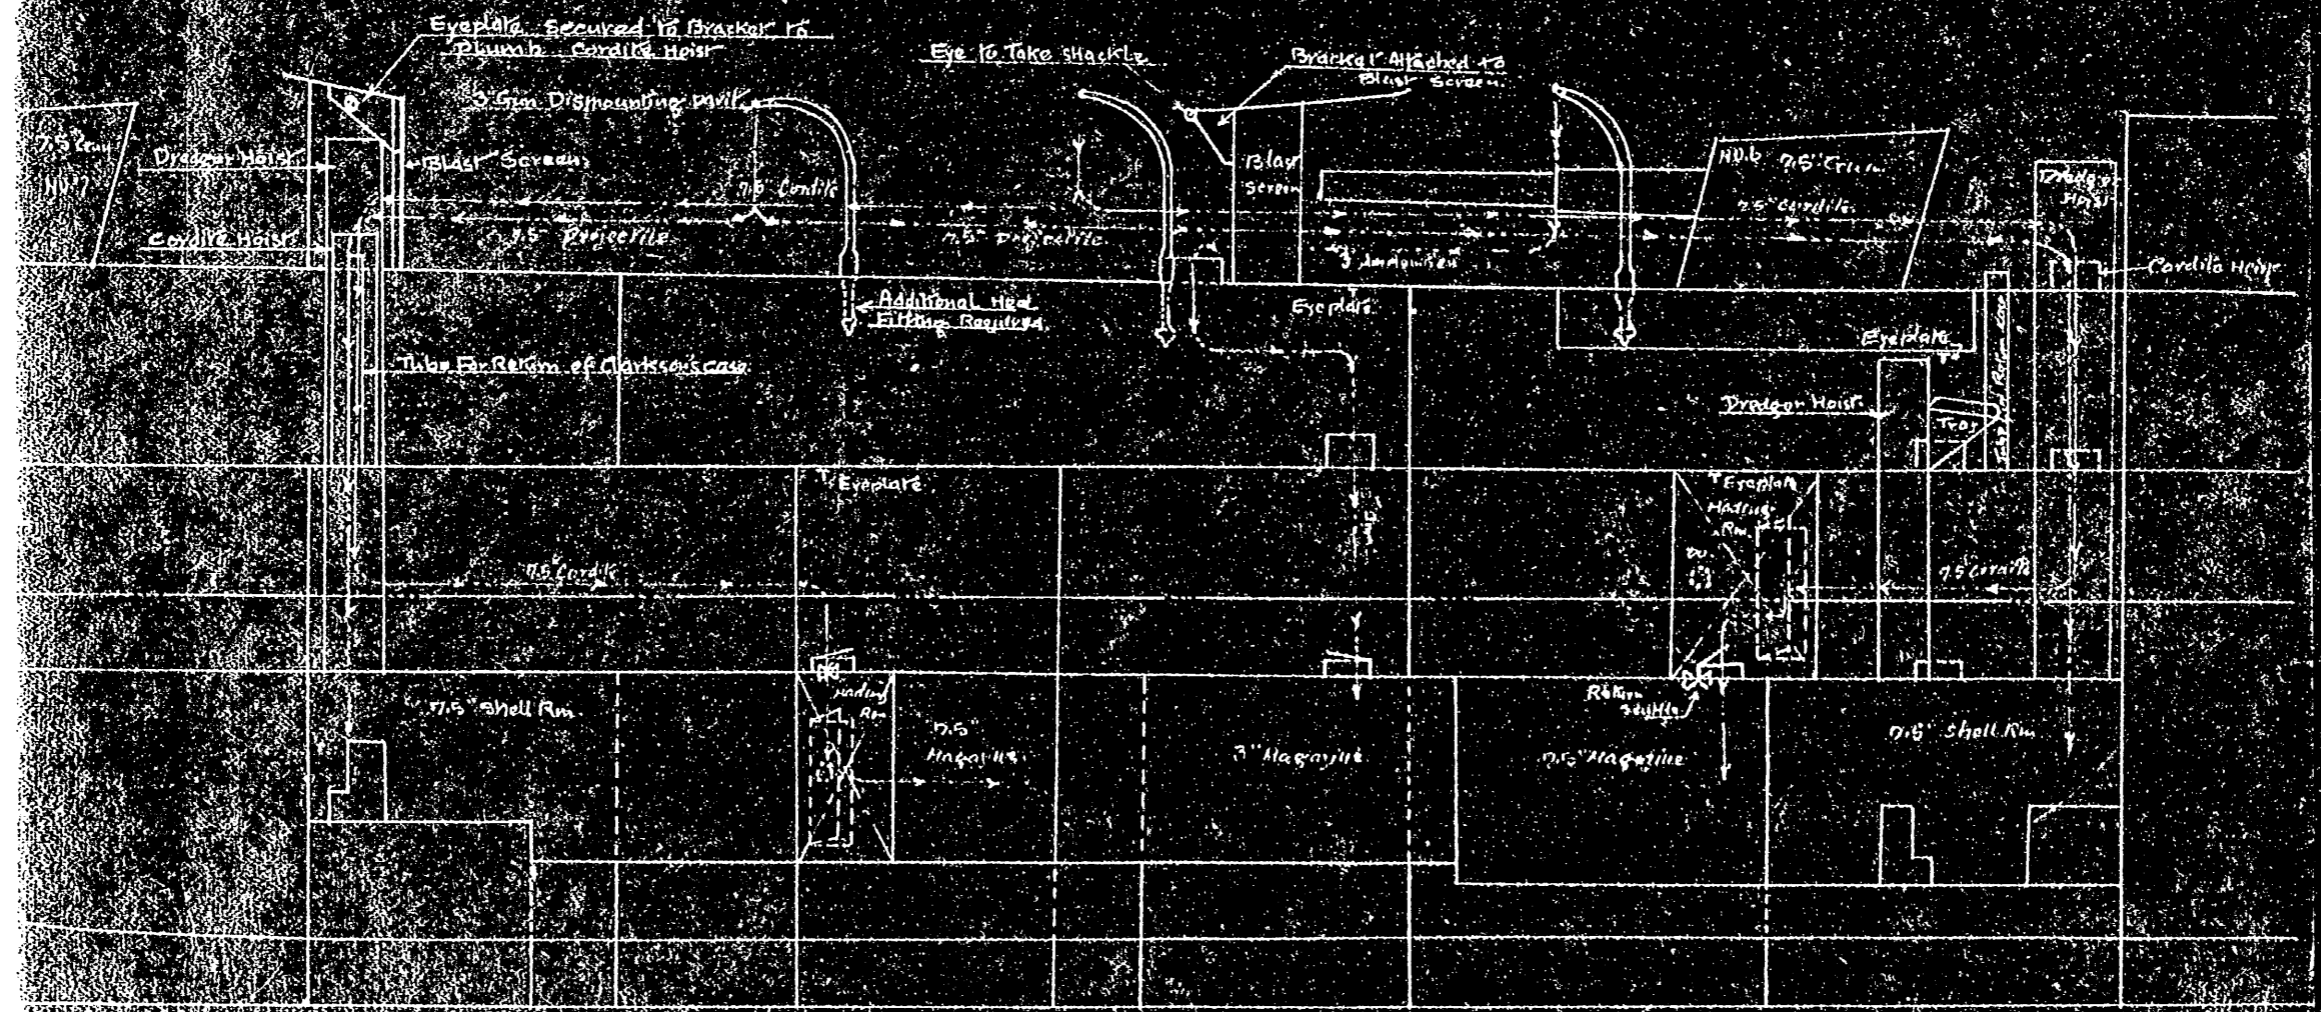 Eyeplate Secured to Bracket to
Plumb Cordite Hoist
Eye to Take Shackle
Bracket Attached to
Blast Screen.
3" Gun Dismounting Davit
7.5"
No. 7
Dredger Hoist
Blast Screen
7.5" Cordite
Blast
Screen
No. 6 7.5" Gun
Dredger
Hoist
7.5" Cordite
Cordite Hoist
7.5" Projectile
7.5" Projectile
3" Ammunition
Cordite Hoist
Additional Heel
Fitting Required
Eyeplate
Eyeplate
Tube For Return of Clarkson's case
Dredger Hoist
Tray
Eyeplate
Eyeplate
Handing
Rm.
7.5" Cordite
7.5" Cordite
Handing
Rm
7.5" Shell Rm.
7.5"
Magazine
3" Magazine
Return
Scuttle
7.5" Magazine
7.5" Shell Rm